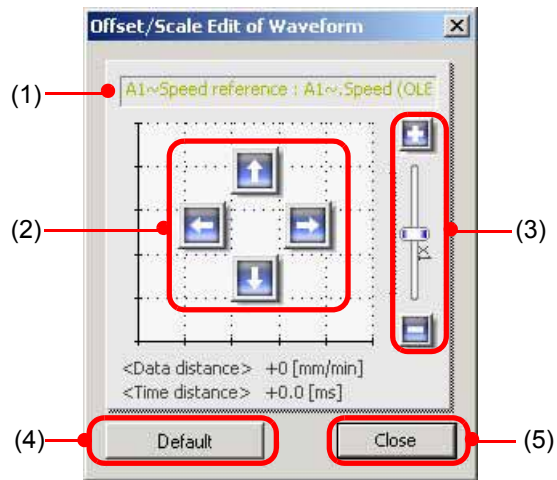 Offset/Scale Edit of Waveform
(1)
A1~Speed reference : A1~.Speed (OLE
(2)
(3)
X1
<Data distance> +0 [mm/min]
<Time distance> +0.0 [ms]
(4)
Default
Close
(5)